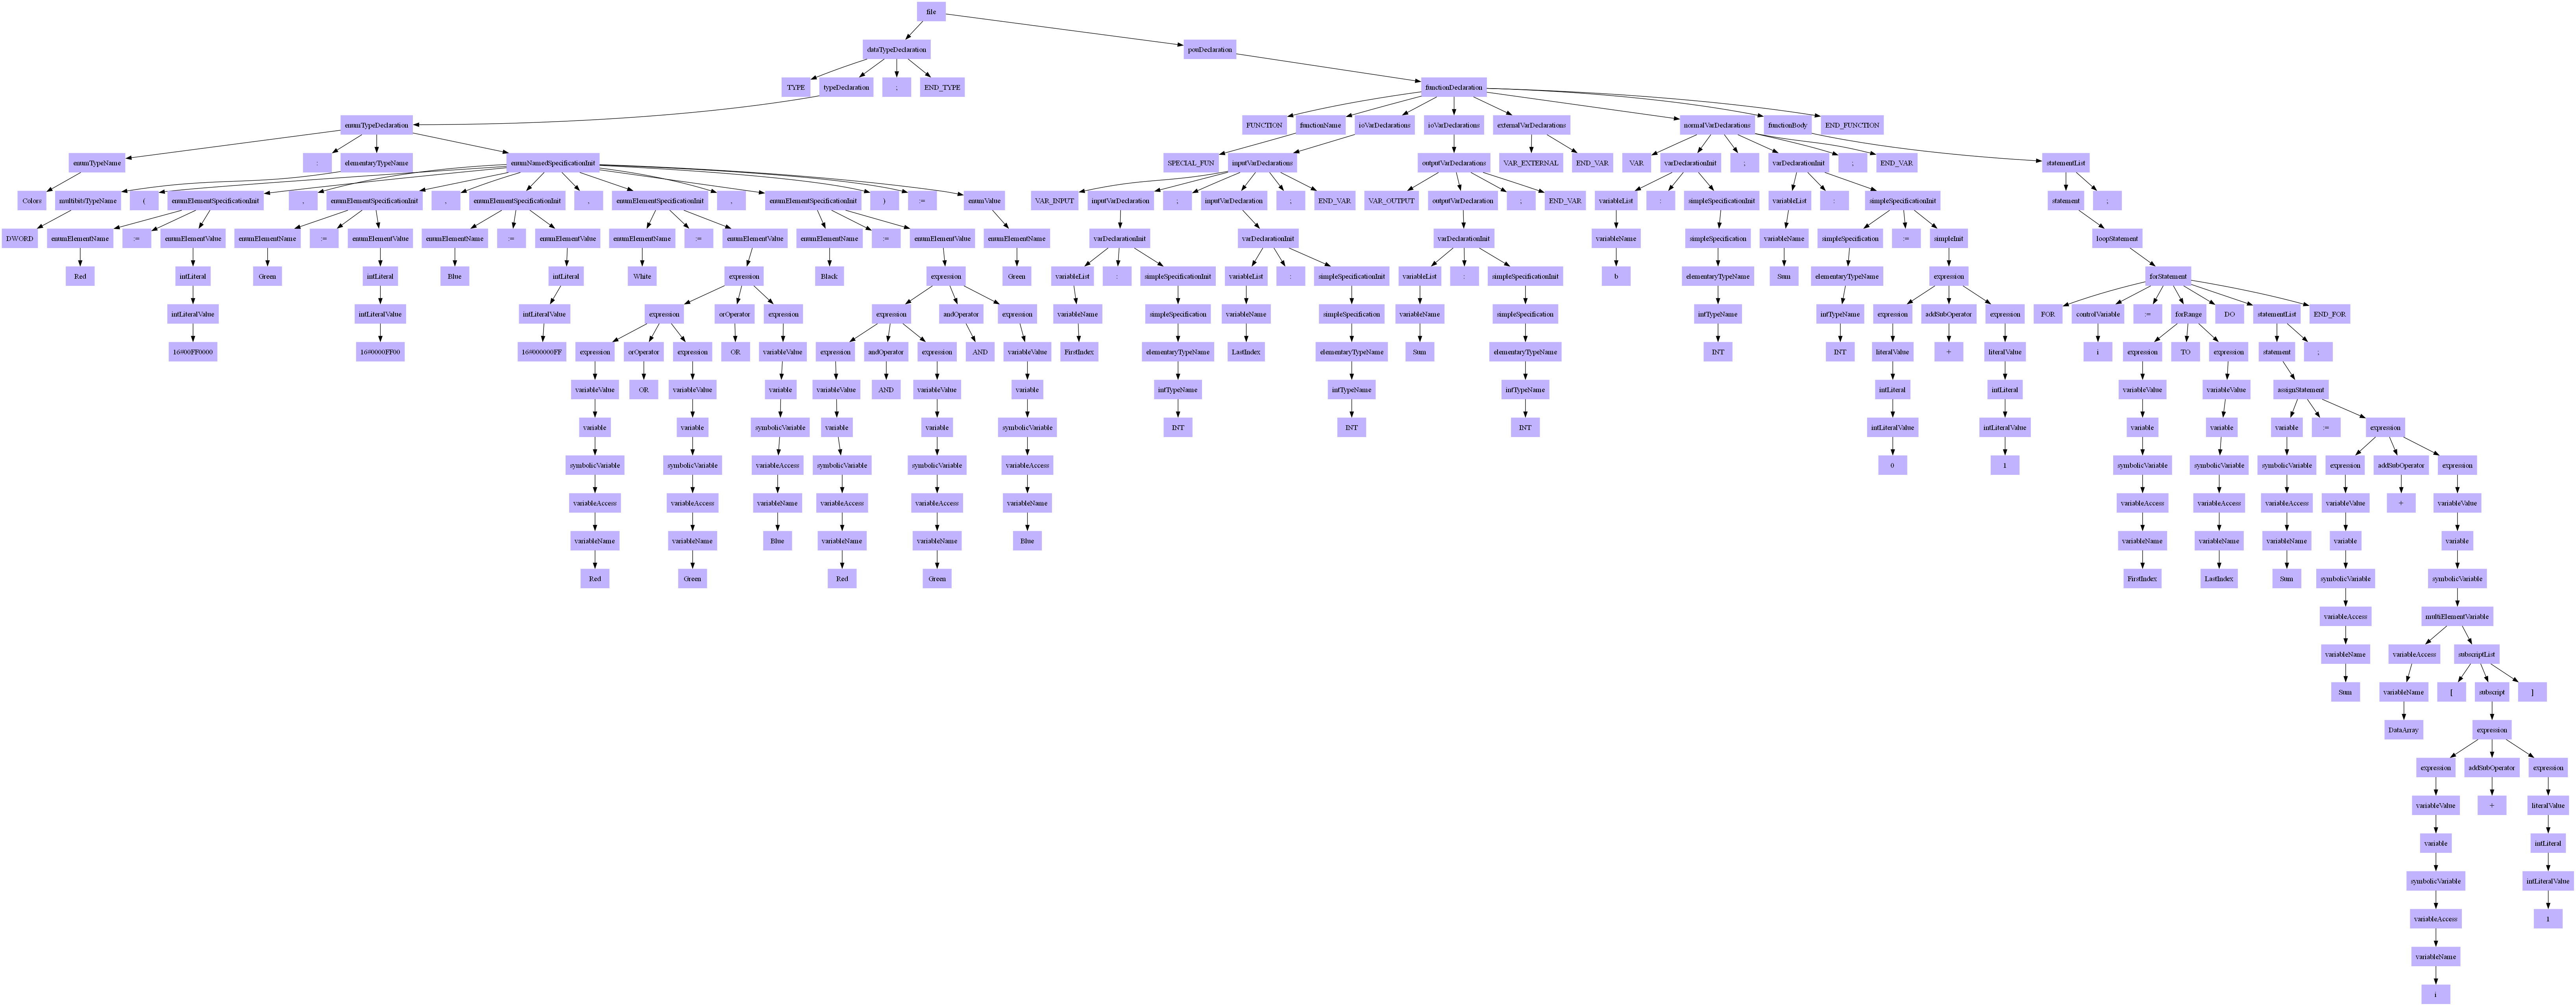 file
dataTypeDeclaration pouDeclaration
TYPE typeDeclaration ; END_TYPE functionDeclaration
enumTypeDeclaration FUNCTION functionName ioVarDeclarations ioVarDeclarations externalVarDeclarations normalVarDeclarations functionBody END_FUNCTION
enumTypeName : elementaryTypeName enumNamedSpecificationInit SPECIAL_FUN inputVarDeclarations outputVarDeclarations VAR_EXTERNAL END_VAR VAR varDeclarationInit ; varDeclarationInit ; END_VAR statementList
Colors multibitsTypeName ( enumElementSpecificationInit , enumElementSpecificationInit , enumElementSpecificationInit , enumElementSpecificationInit , enumElementSpecificationInit ) := enumValue VAR_INPUT inputVarDeclaration ; inputVarDeclaration ; END_VAR VAR_OUTPUT outputVarDeclaration ; END_VAR variableList : simpleSpecificationInit variableList : simpleSpecificationInit statement ;
DWORD enumElementName := enumElementValue enumElementName := enumElementValue enumElementName := enumElementValue enumElementName := enumElementValue enumElementName := enumElementValue enumElementName varDeclarationInit varDeclarationInit varDeclarationInit variableName simpleSpecification variableName simpleSpecification := simpleInit loopStatement
Red intLiteral Green intLiteral Blue intLiteral White expression Black expression Green variableList : simpleSpecificationInit variableList : simpleSpecificationInit variableList : simpleSpecificationInit b elementaryTypeName Sum elementaryTypeName expression forStatement
intLiteralValue intLiteralValue intLiteralValue expression orOperator expression expression andOperator expression variableName simpleSpecification variableName simpleSpecification variableName simpleSpecification intTypeName intTypeName expression addSubOperator expression FOR controlVariable := forRange DO statementList END_FOR
16#00FF0000 16#0000FF00 16#000000FF expression orOperator expression OR variableValue expression andOperator expression AND variableValue FirstIndex elementaryTypeName LastIndex elementaryTypeName Sum elementaryTypeName INT INT literalValue + literalValue i expression TO expression statement ;
variableValue OR variableValue variable variableValue AND variableValue variable intTypeName intTypeName intTypeName intLiteral intLiteral variableValue variableValue assignStatement
variable variable symbolicVariable variable variable symbolicVariable INT INT INT intLiteralValue intLiteralValue variable variable variable := expression
symbolicVariable symbolicVariable variableAccess symbolicVariable symbolicVariable variableAccess 0 1 symbolicVariable symbolicVariable symbolicVariable expression addSubOperator expression
variableAccess variableAccess variableName variableAccess variableAccess variableName variableAccess variableAccess variableAccess variableValue + variableValue
variableName variableName Blue variableName variableName Blue variableName variableName variableName variable variable
Red Green Red Green FirstIndex LastIndex Sum symbolicVariable symbolicVariable
variableAccess multiElementVariable
variableName variableAccess subscriptList
Sum variableName [ subscript ]
DataArray expression
expression addSubOperator expression
variableValue + literalValue
variable intLiteral
symbolicVariable intLiteralValue
variableAccess 1
variableName
i